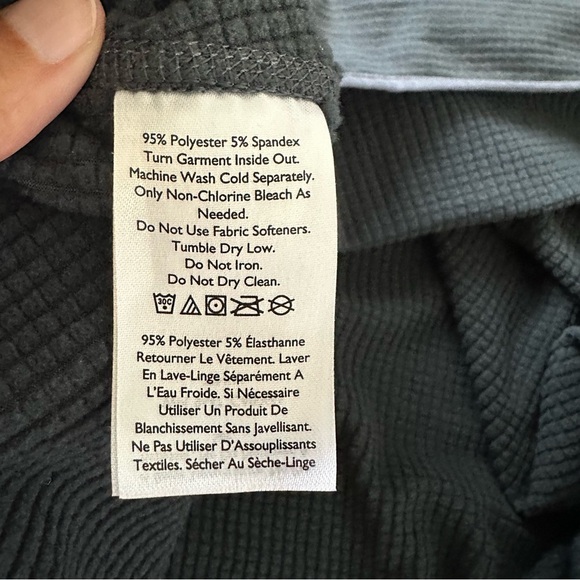 95% Polyester 5% Spandex
Turn Garment Inside Out.
Machine Wash Cold Separately.
Only Non-Chlorine Bleach As
Needed.
Do Not Use Fabric Softeners.
Tumble Dry Low.
Do Not Iron.
Do Not Dry Clean.
30C
95% Polyester 5% Élasthanne
Retourner Le Vêtement. Laver
En Lave-Linge Séparément A
L'Eau Froide. Si Nécessaire
Utiliser Un Produit De
Blanchissement Sans Javellisant.
Ne Pas Utiliser D'Assouplissants
Textiles. Sécher Au Sèche-Linge